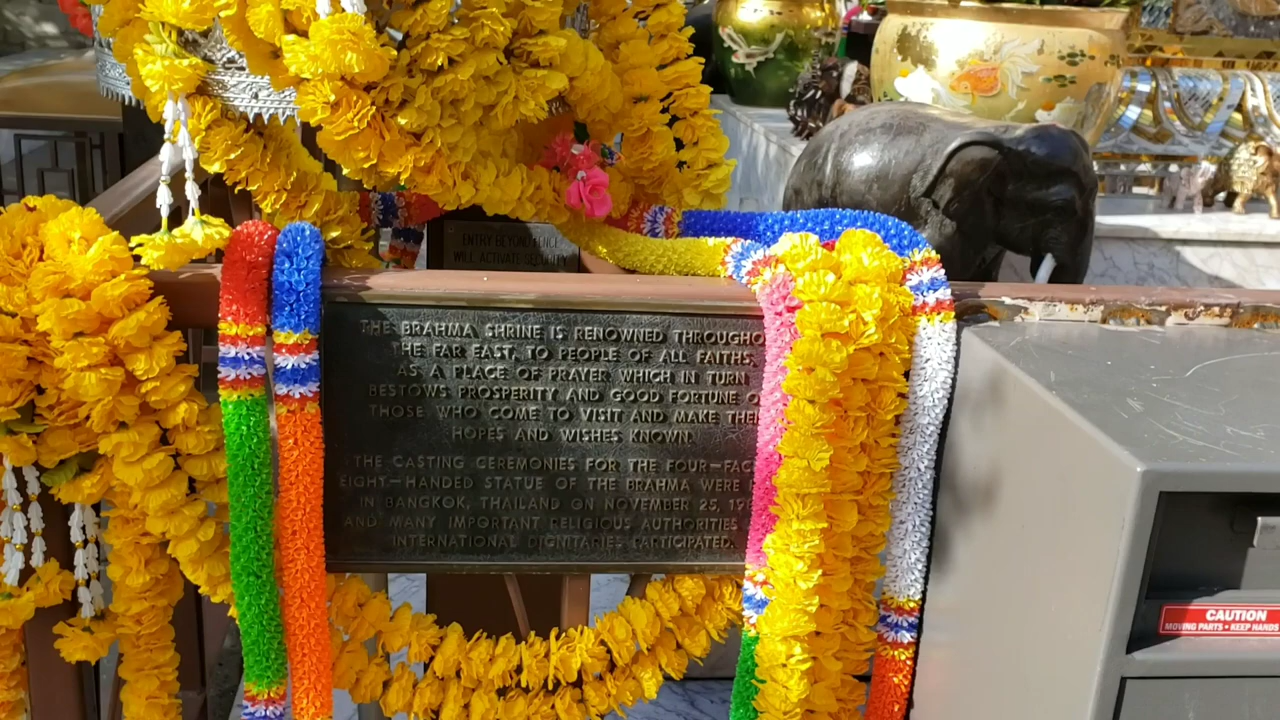 ENTRY BEYOND FENCE
WILL ACTIVATE SECURITY
THE BRAHMA SHRINE IS RENOWNED THROUGHO
THE FAR EAST, TO PEOPLE OF ALL FAITHS,
AS A PLACE OF PRAYER WHICH IN TURN
BESTOWS PROSPERITY AND GOOD FORTUNE O
THOSE WHO COME TO VISIT AND MAKE THEI
HOPES AND WISHES KNOWN.
THE CASTING CEREMONIES FOR THE FOUR-FAC
EIGHT-HANDED STATUE OF THE BRAHMA WERE
IN BANGKOK, THAILAND ON NOVEMBER 25, 198
AND MANY IMPORTANT RELIGIOUS AUTHORITIES
INTERNATIONAL DIGNITARIES PARTICIPATED.
CAUTION
MOVING PARTS • KEEP HANDS